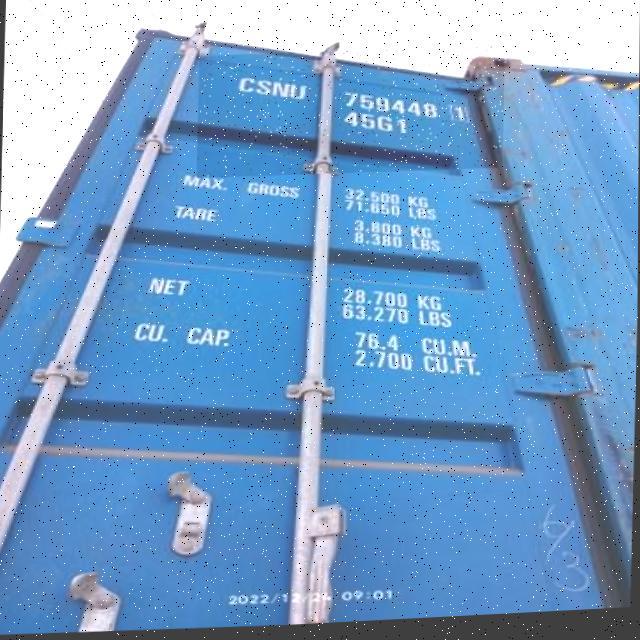 CSNU 759448 1
45G1
MAX. GROSS 32.500 KG
71.650 LBS
TARE 3.800 KG
8.380 LBS
NET 28.700 KG
63.270 LBS
CU. CAP. 76.4 CU.M.
2.700 CU.FT.
43
2022/12/26 09:01